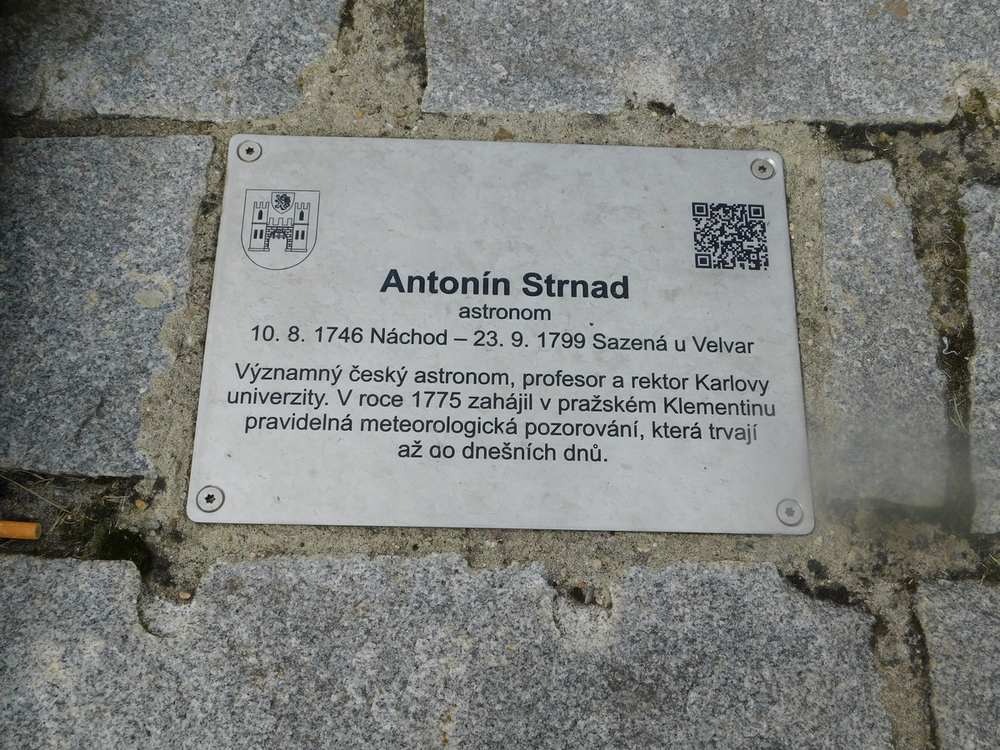 Antonín Strnad
astronom
10. 8. 1746 Náchod – 23. 9. 1799 Sazená u Velvar
Významný český astronom, profesor a rektor Karlovy
univerzity. V roce 1775 zahájil v pražském Klementinu
pravidelná meteorologická pozorování, která trvají
až do dnešních dnů.